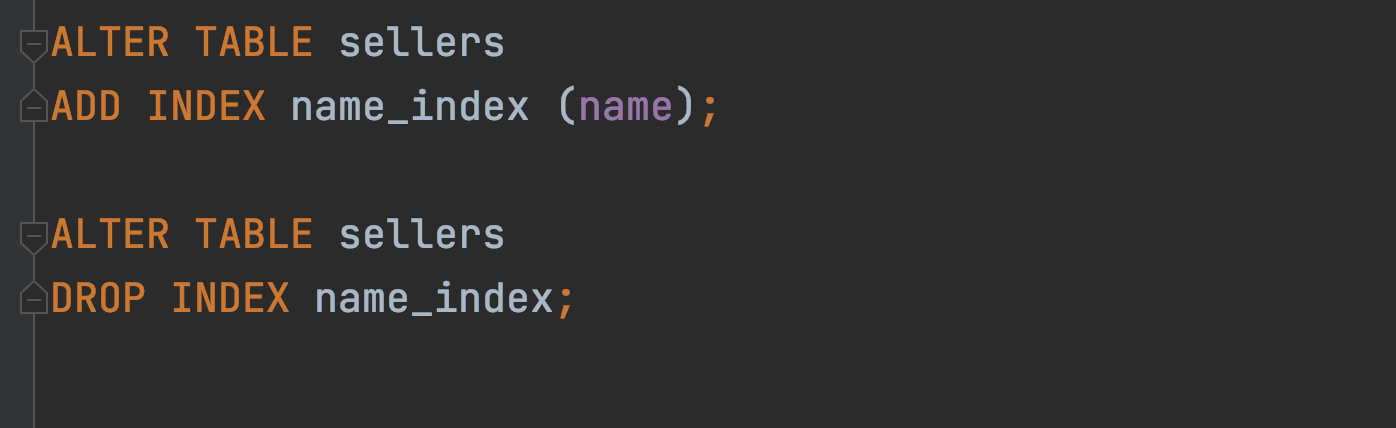 ALTER TABLE sellers
ADD INDEX name_index (name);
ALTER TABLE sellers
DROP INDEX name_index;